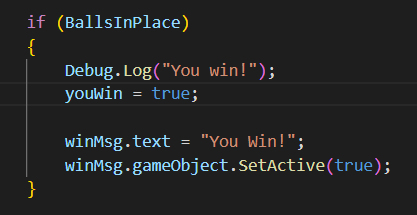 if (BallsInPlace)
{
    Debug.Log("You win!");
    youWin = true;

    winMsg.text = "You Win!";
    winMsg.gameObject.SetActive(true);
}